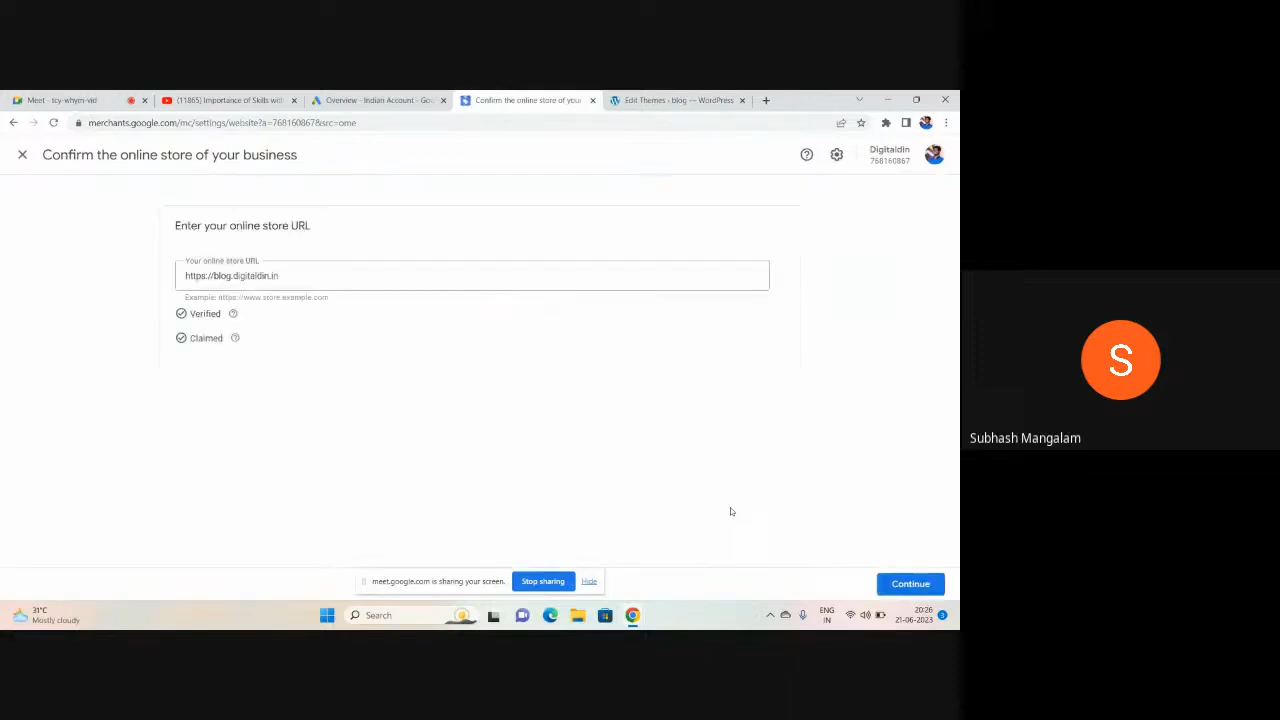 Meet - tcy-whym-vid
(11865) Importance of Skills with
Overview - Indian Account - Goo
Confirm the online store of your
Edit Themes ‹ blog — WordPress
merchants.google.com/mc/settings/website?a=768160867&src=ome
Confirm the online store of your business
Digitaldin
768160867
Enter your online store URL
Your online store URL
https://blog.digitaldin.in
Example: https://www.store.example.com
Verified
Claimed
S
Subhash Mangalam
meet.google.com is sharing your screen.
Stop sharing
Hide
Continue
31°C
Mostly cloudy
Search
ENG
IN
20:26
21-06-2023
3